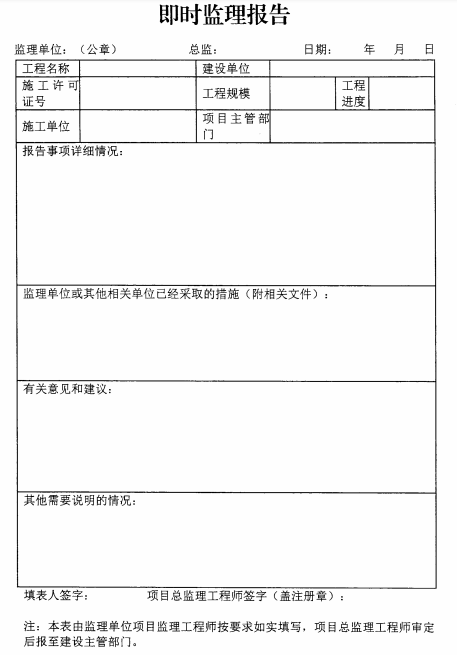 即时监理报告
监理单位：（公章） 总监： 日期： 年 月 日
工程名称 建设单位
施工许可证号 工程规模 工程进度
施工单位 项目主管部门
报告事项详细情况：
监理单位或其他相关单位已经采取的措施（附相关文件）：
有关意见和建议：
其他需要说明的情况：
填表人签字： 项目总监理工程师签字（盖注册章）：
注：本表由监理单位项目监理工程师按要求如实填写，项目总监理工程师审定
后报至建设主管部门。